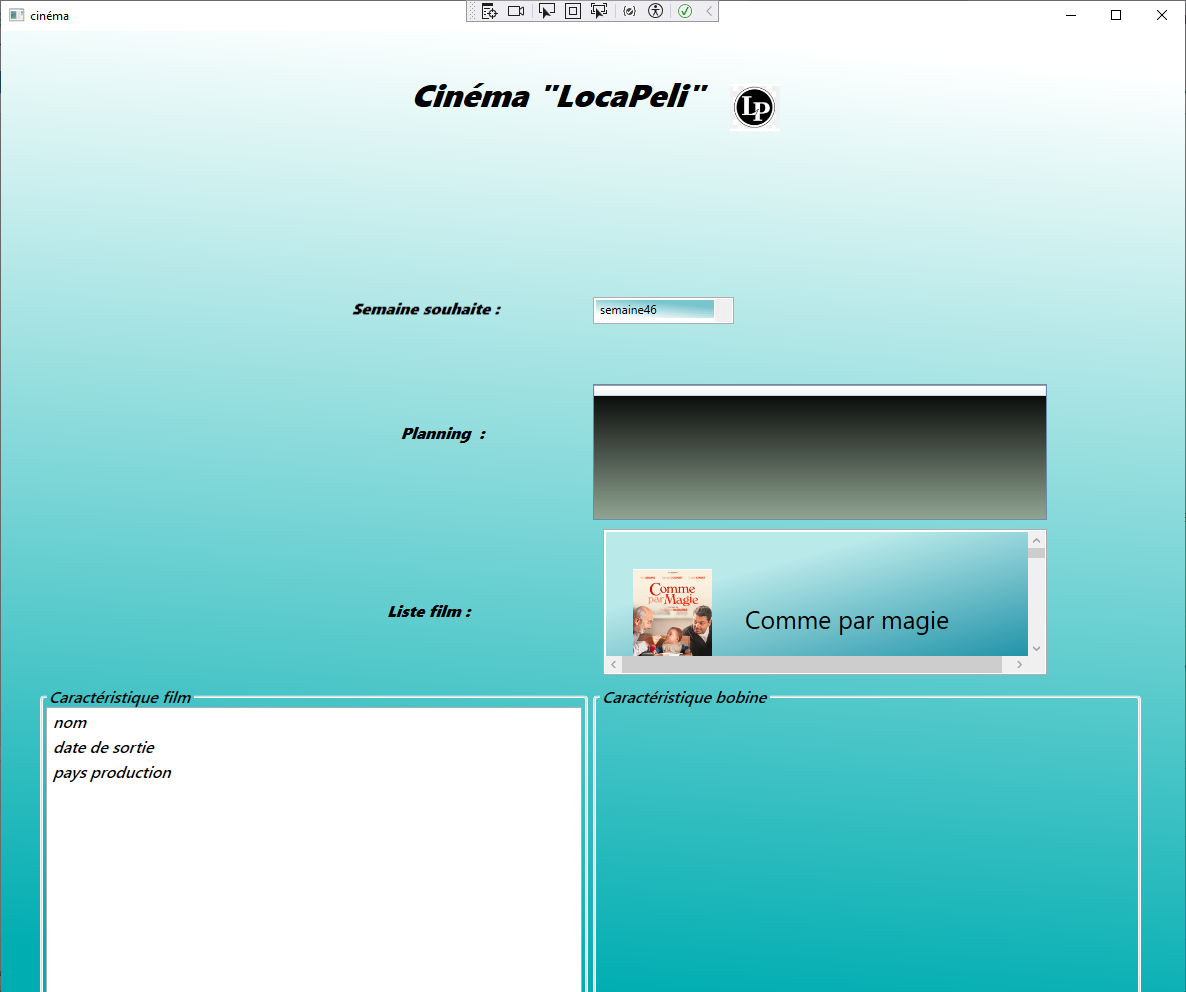 cinéma
Cinéma "LocaPeli"
LP
Semaine souhaite :
semaine46
Planning :
Liste film :
Comme
par Magie
Comme par magie
Caractéristique film
Caractéristique bobine
nom
date de sortie
pays production